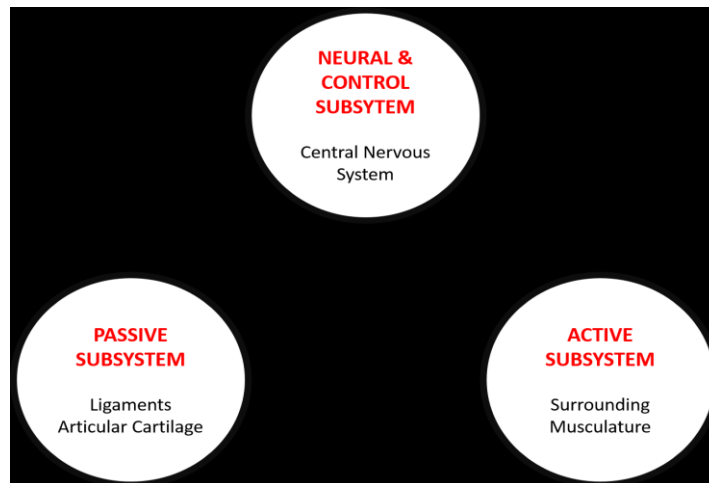 NEURAL &
CONTROL
SUBSYTEM
Central Nervous
System
PASSIVE
SUBSYSTEM
Ligaments
Articular Cartilage
ACTIVE
SUBSYSTEM
Surrounding
Musculature